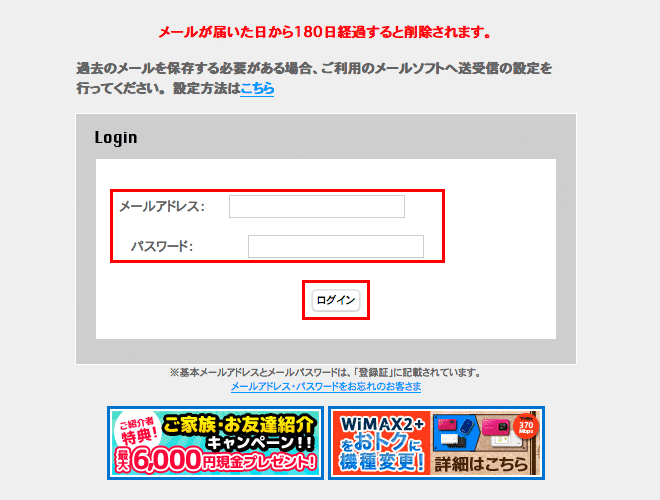 メールが届いた日から180日経過すると削除されます。
過去のメールを保存する必要がある場合、ご利用のメールソフトへ送受信の設定を
行ってください。 設定方法はこちら
Login
メールアドレス：
パスワード：
ログイン
※基本メールアドレスとメールパスワードは、「登録証」に記載されています。
メールアドレス・パスワードをお忘れのお客さま
ご紹介者
特典!
ご家族・お友達紹介
キャンペーン!!
最大6,000円現金プレゼント!
WiMAX2+
をおトクに
機種変更!
370
Mbps
詳細はこちら